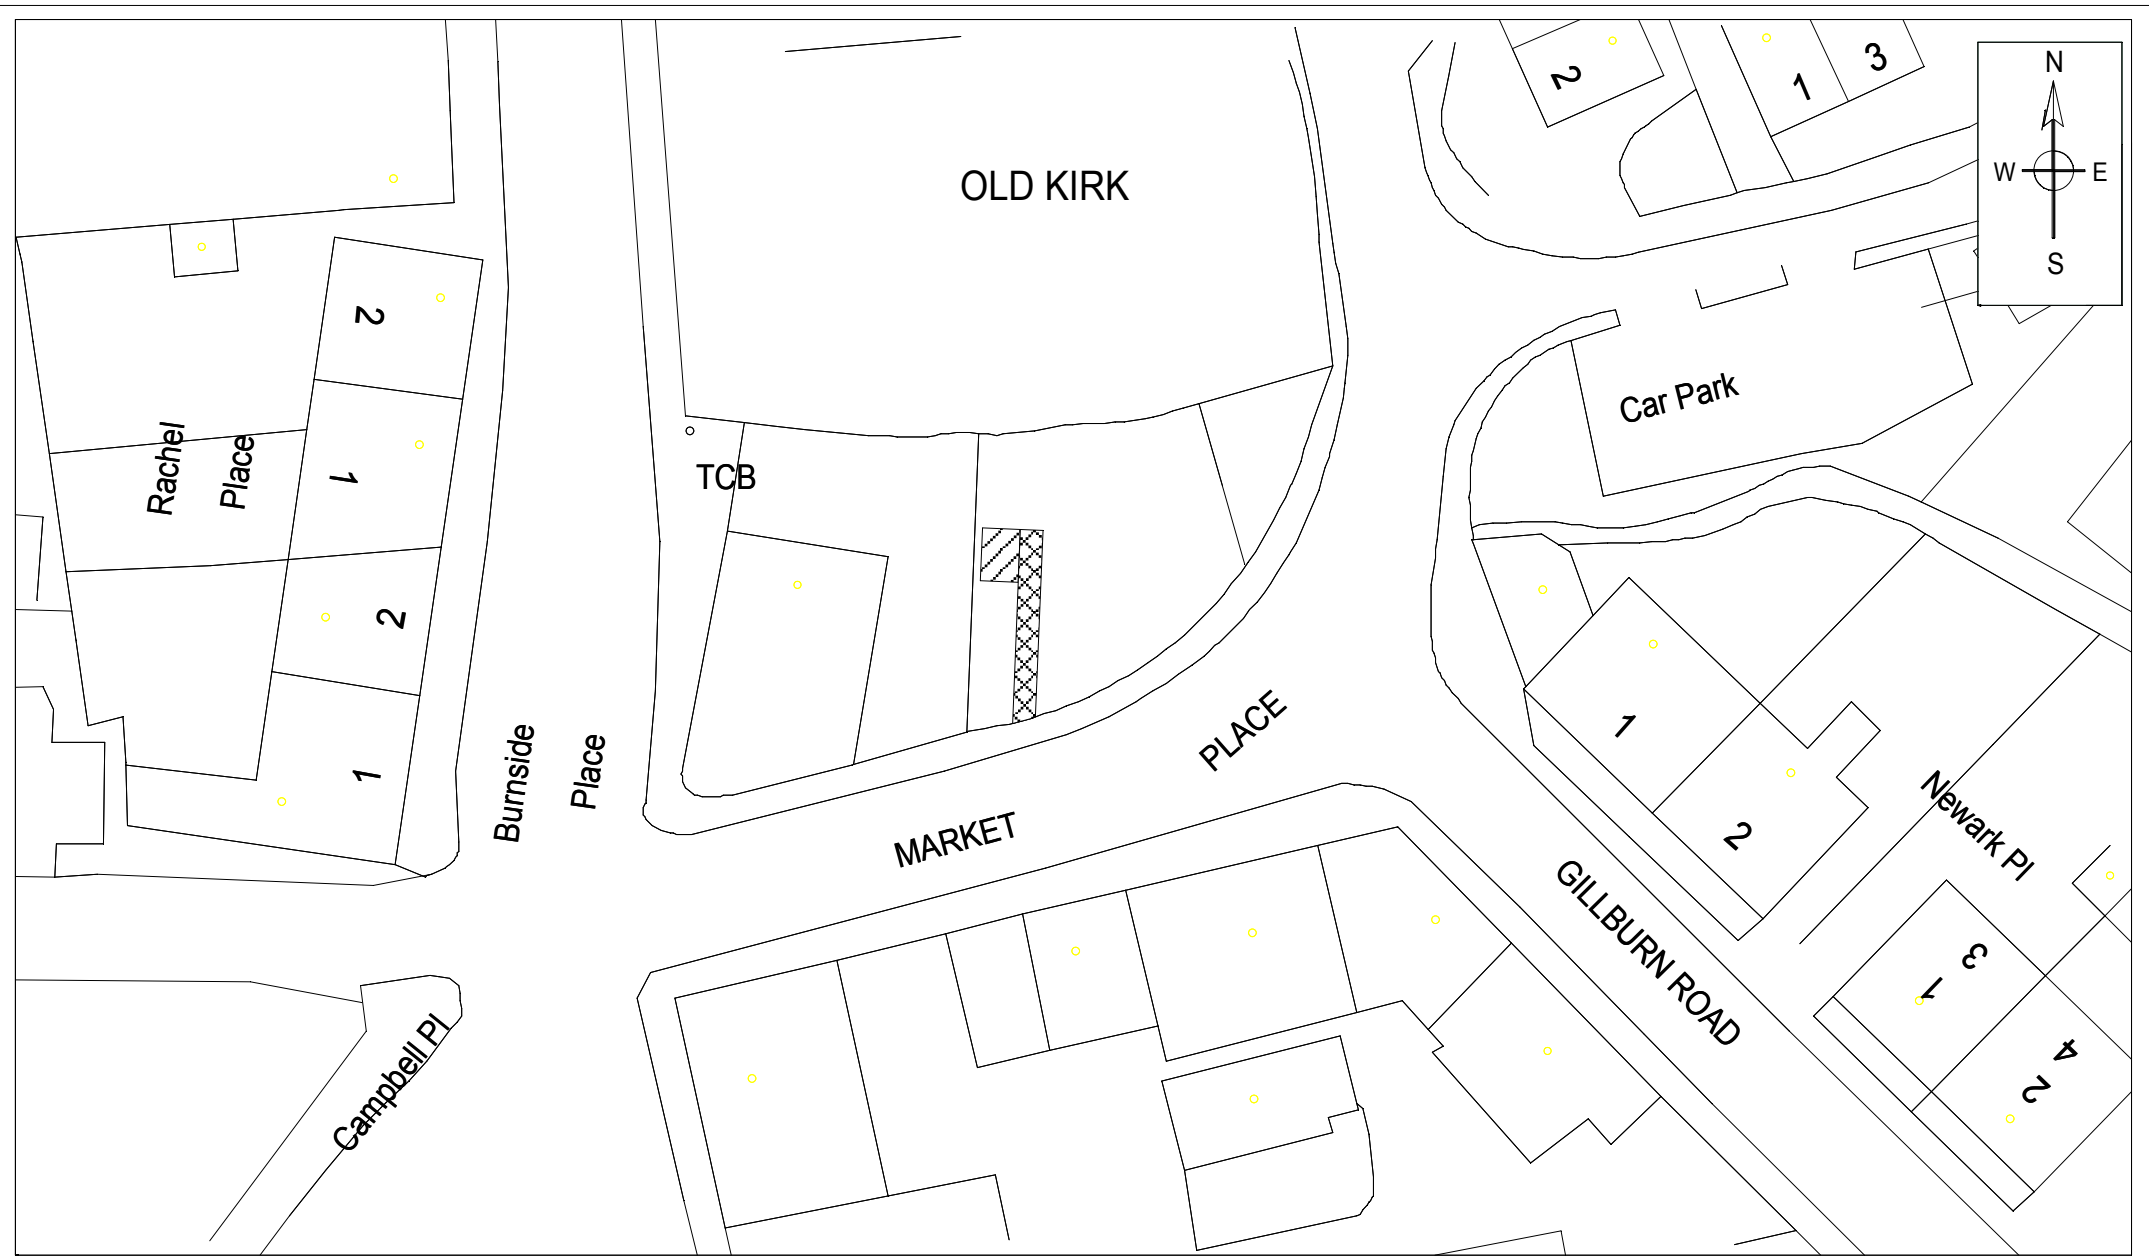 2
1
3
N
W
E
S
OLD KIRK
2
Car Park
Rachel
Place
1
TCB
2
1
Burnside
Place
PLACE
MARKET
1
2
Newark Pl
GILLBURN ROAD
3
1
4
2
Campbell Pl